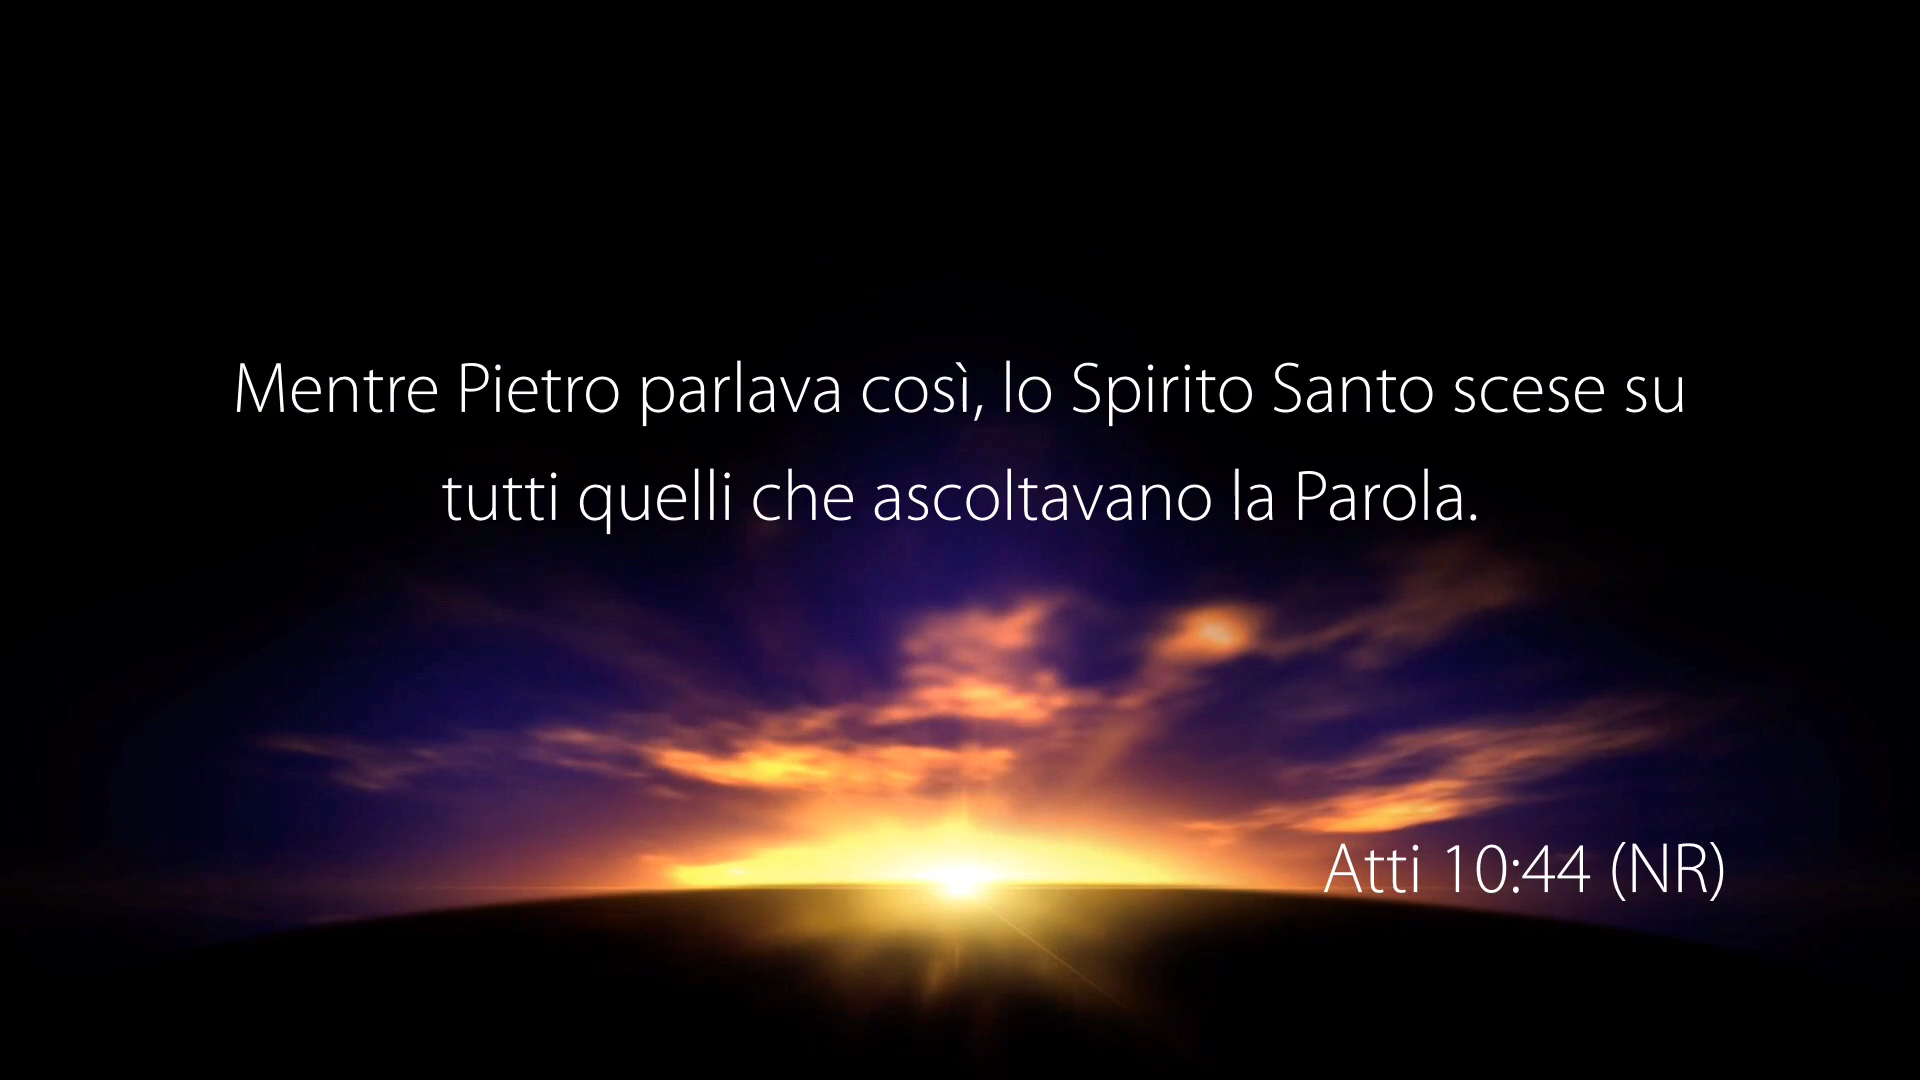 Mentre Pietro parlava così, lo Spirito Santo scese su
tutti quelli che ascoltavano la Parola.
Atti 10:44 (NR)